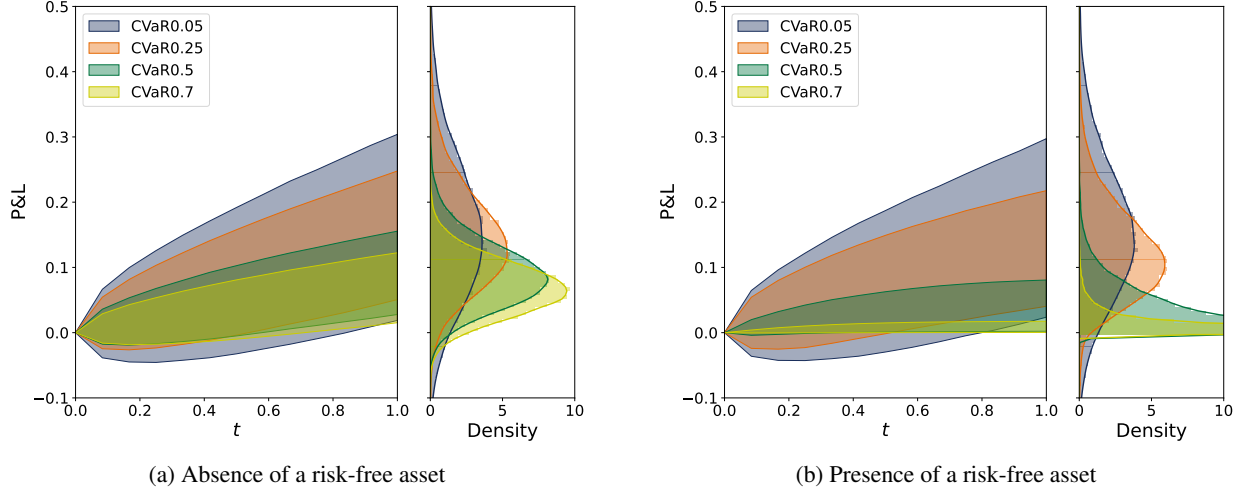 0.5
0.4
0.3
0.2
0.1
0.0
−0.1
P&L
CVaR0.05
CVaR0.25
CVaR0.5
CVaR0.7
0.0 0.2 0.4 0.6 0.8 1.0
t
0 5 10
Density
(a) Absence of a risk-free asset
0.5
0.4
0.3
0.2
0.1
0.0
−0.1
P&L
CVaR0.05
CVaR0.25
CVaR0.5
CVaR0.7
0.0 0.2 0.4 0.6 0.8 1.0
t
0 5 10
Density
(b) Presence of a risk-free asset